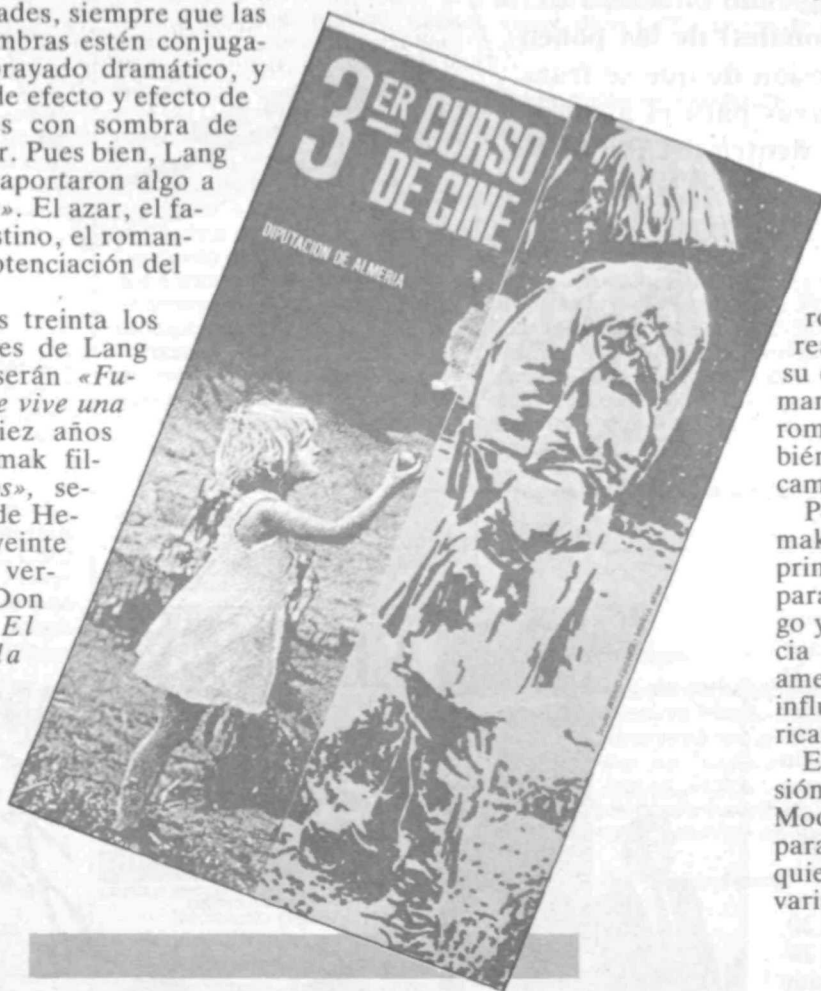 ades, siempre que las
mbras estén conjuga-
brayado dramático, y
de efecto y efecto de
s con sombra de
r. Pues bien, Lang
aportaron algo a
». El azar, el fa-
stino, el roman-
otenciación del
s treinta los
es de Lang
serán «Fu-
e vive una
iez años
mak fil-
s», se-
de He-
veinte
ver-
Don
El
la
3ER CURSO
DE CINE
DIPUTACION DE ALMERIA
ro
re
su
mar
rom
bién
cam
P
mak
prin
para
go y
cia
ame
influ
rica
E
sión
Moo
para
quie
vari